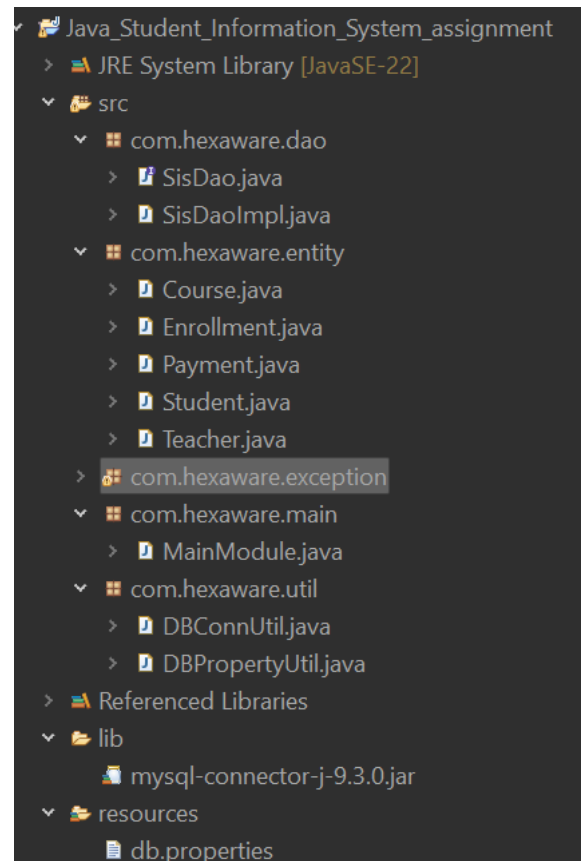 Java_Student_Information_System_assignment
JRE System Library [JavaSE-22]
src
com.hexaware.dao
SisDao.java
SisDaoImpl.java
com.hexaware.entity
Course.java
Enrollment.java
Payment.java
Student.java
Teacher.java
com.hexaware.exception
com.hexaware.main
MainModule.java
com.hexaware.util
DBConnUtil.java
DBPropertyUtil.java
Referenced Libraries
lib
mysql-connector-j-9.3.0.jar
resources
db.properties